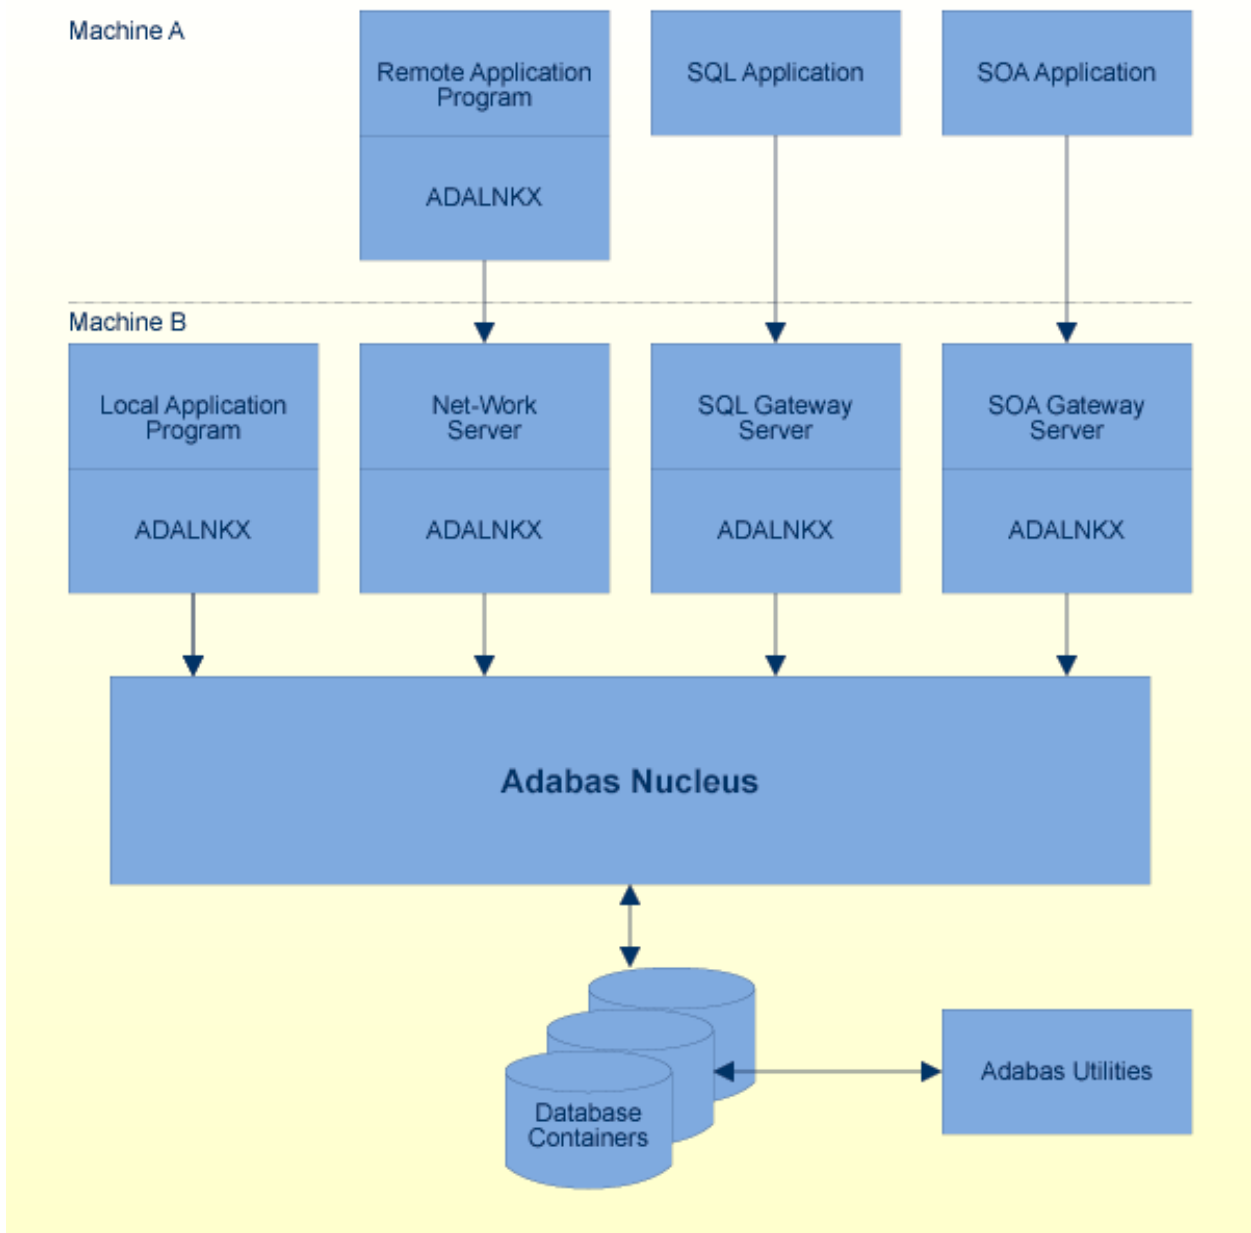 Machine A
Remote Application
Program
ADALNKX
SQL Application
SOA Application
Machine B
Local Application
Program
ADALNKX
Net-Work
Server
ADALNKX
SQL Gateway
Server
ADALNKX
SOA Gateway
Server
ADALNKX
Adabas Nucleus
Database
Containers
Adabas Utilities